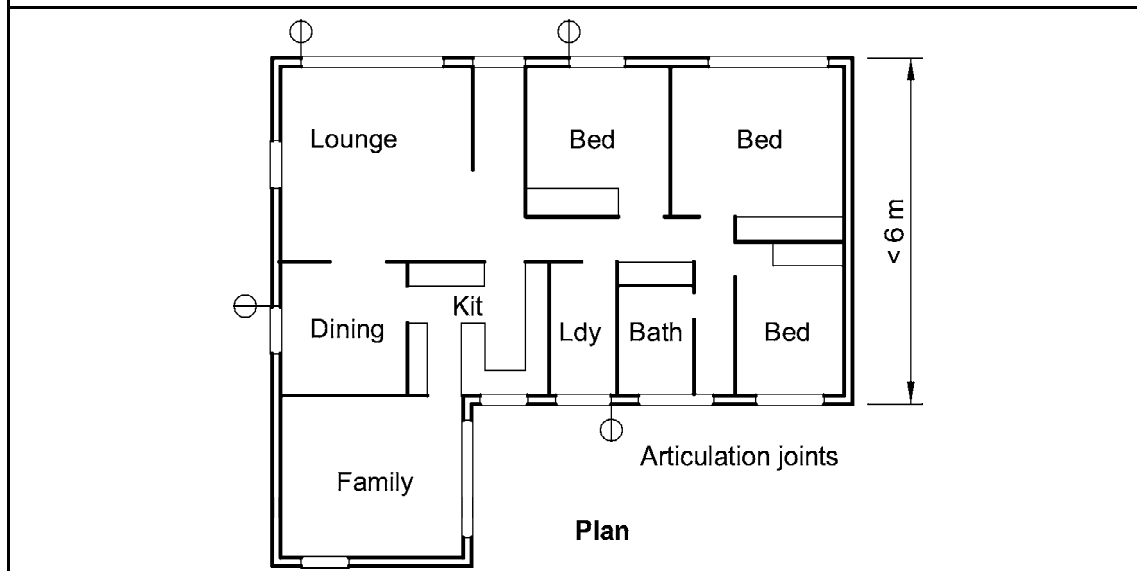 Lounge
Bed
Bed
< 6 m
Kit
Dining
Ldy
Bath
Bed
Articulation joints
Family
Plan